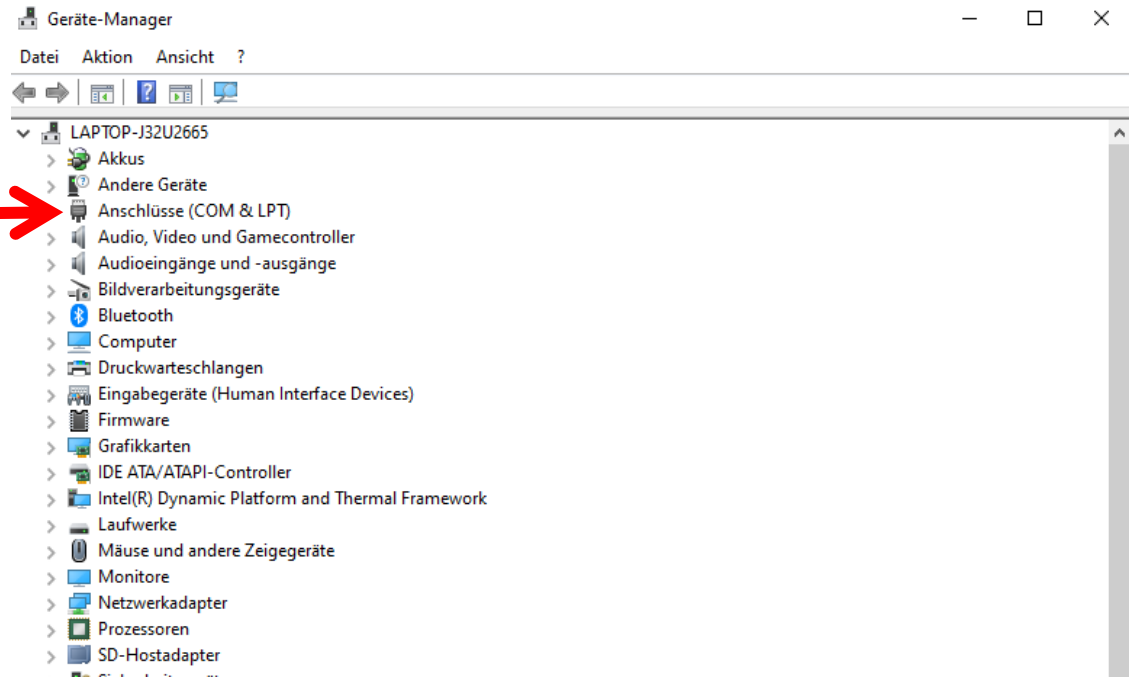 Geräte-Manager
Datei Aktion Ansicht ?
LAPTOP-J32U2665
Akkus
Andere Geräte
Anschlüsse (COM & LPT)
Audio, Video und Gamecontroller
Audioeingänge und -ausgänge
Bildverarbeitungsgeräte
Bluetooth
Computer
Druckwarteschlangen
Eingabegeräte (Human Interface Devices)
Firmware
Grafikkarten
IDE ATA/ATAPI-Controller
Intel(R) Dynamic Platform and Thermal Framework
Laufwerke
Mäuse und andere Zeigegeräte
Monitore
Netzwerkadapter
Prozessoren
SD-Hostadapter